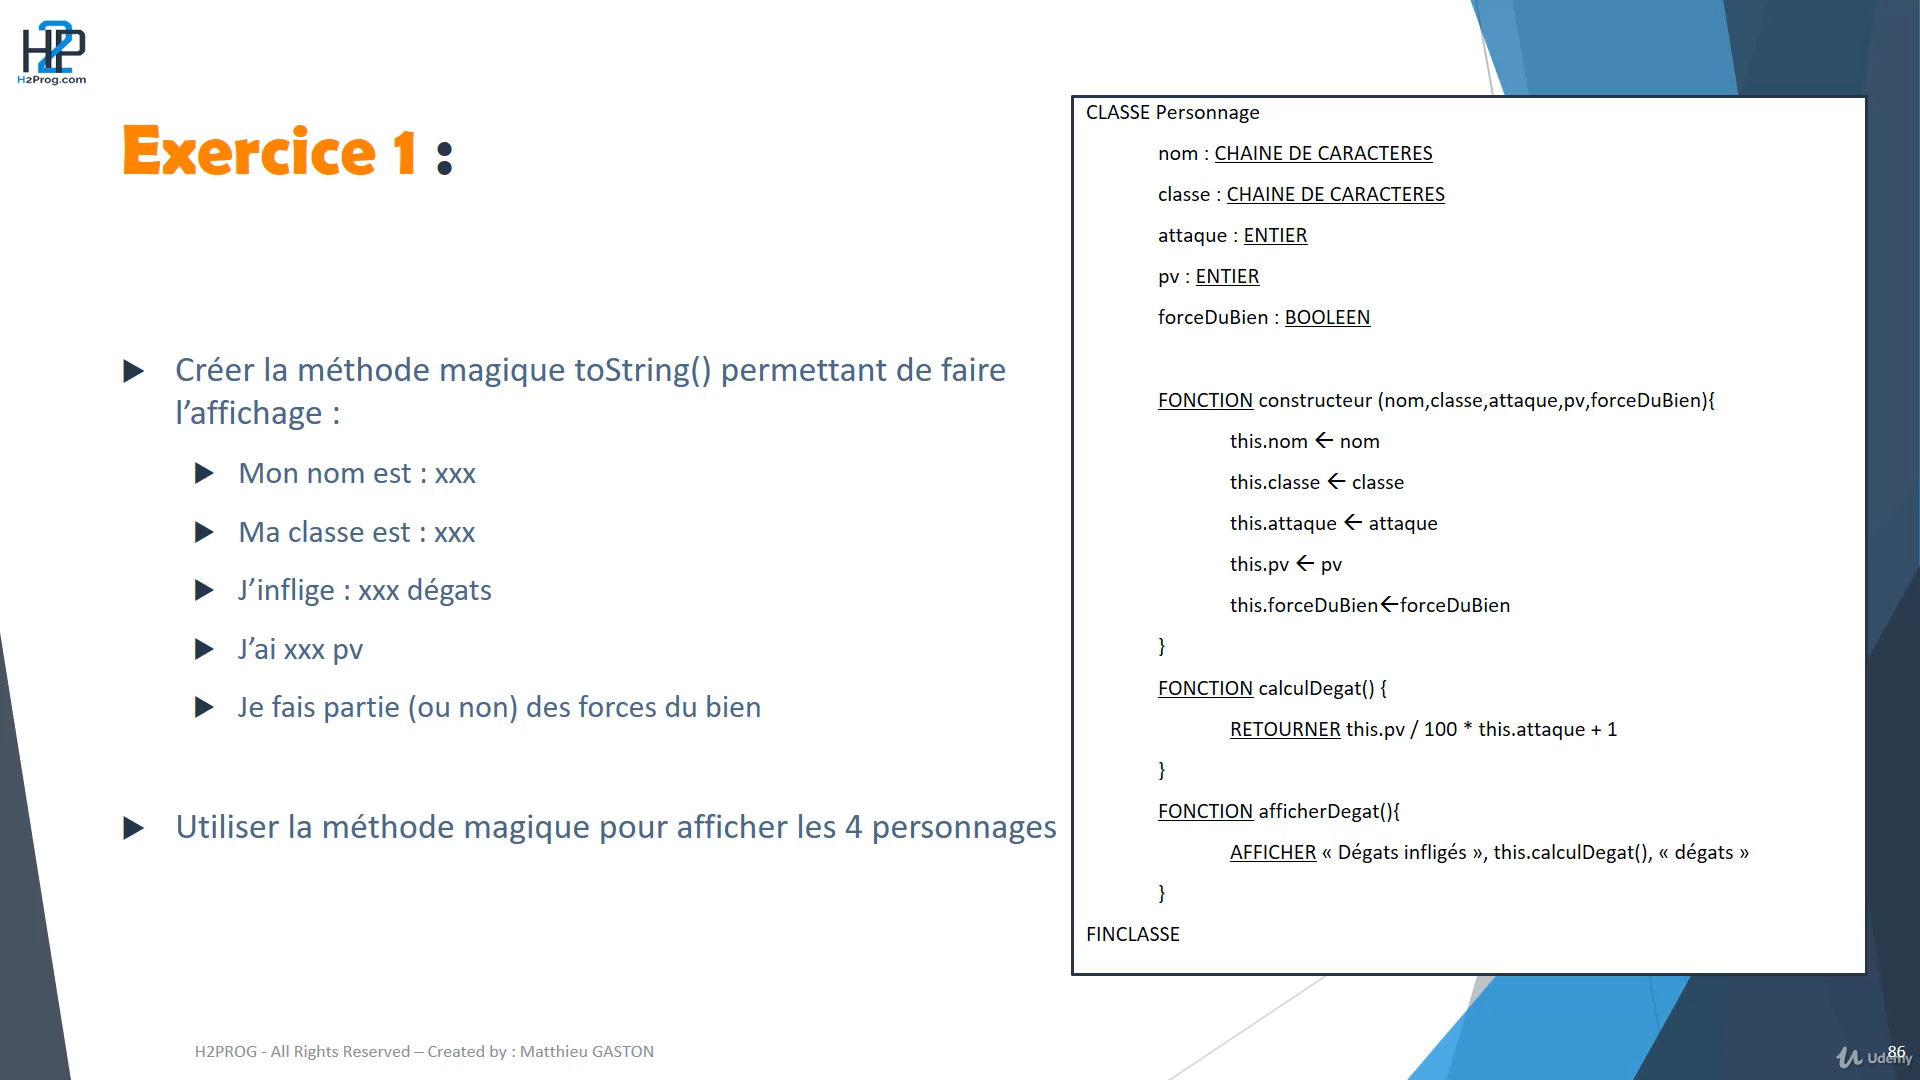 H2P
H2Prog.com
Exercice 1 :
Créer la méthode magique toString() permettant de faire
l’affichage :
Mon nom est : xxx
Ma classe est : xxx
J’inflige : xxx dégats
J’ai xxx pv
Je fais partie (ou non) des forces du bien
Utiliser la méthode magique pour afficher les 4 personnages
CLASSE Personnage
nom : CHAINE DE CARACTERES
classe : CHAINE DE CARACTERES
attaque : ENTIER
pv : ENTIER
forceDuBien : BOOLEEN
FONCTION constructeur (nom,classe,attaque,pv,forceDuBien){
this.nom ← nom
this.classe ← classe
this.attaque ← attaque
this.pv ← pv
this.forceDuBien←forceDuBien
}
FONCTION calculDegat() {
RETOURNER this.pv / 100 * this.attaque + 1
}
FONCTION afficherDegat(){
AFFICHER « Dégats infligés », this.calculDegat(), « dégats »
}
FINCLASSE
H2PROG - All Rights Reserved – Created by : Matthieu GASTON
86
Udemy